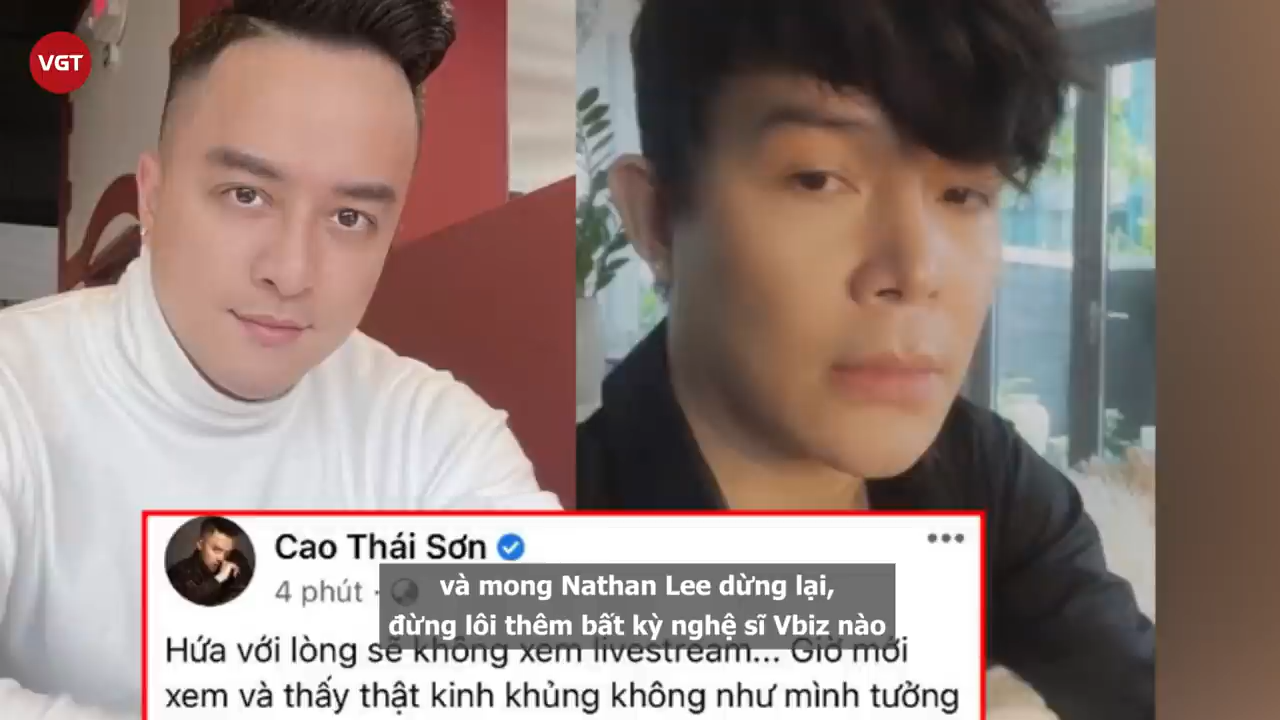 VGT
Cao Thái Sơn
4 phút ·
và mong Nathan Lee dừng lại,
đừng lôi thêm bất kỳ nghệ sĩ Vbiz nào
Hứa với lòng sẽ không xem livestream... Giờ mới
xem và thấy thật kinh khủng không như mình tưởng